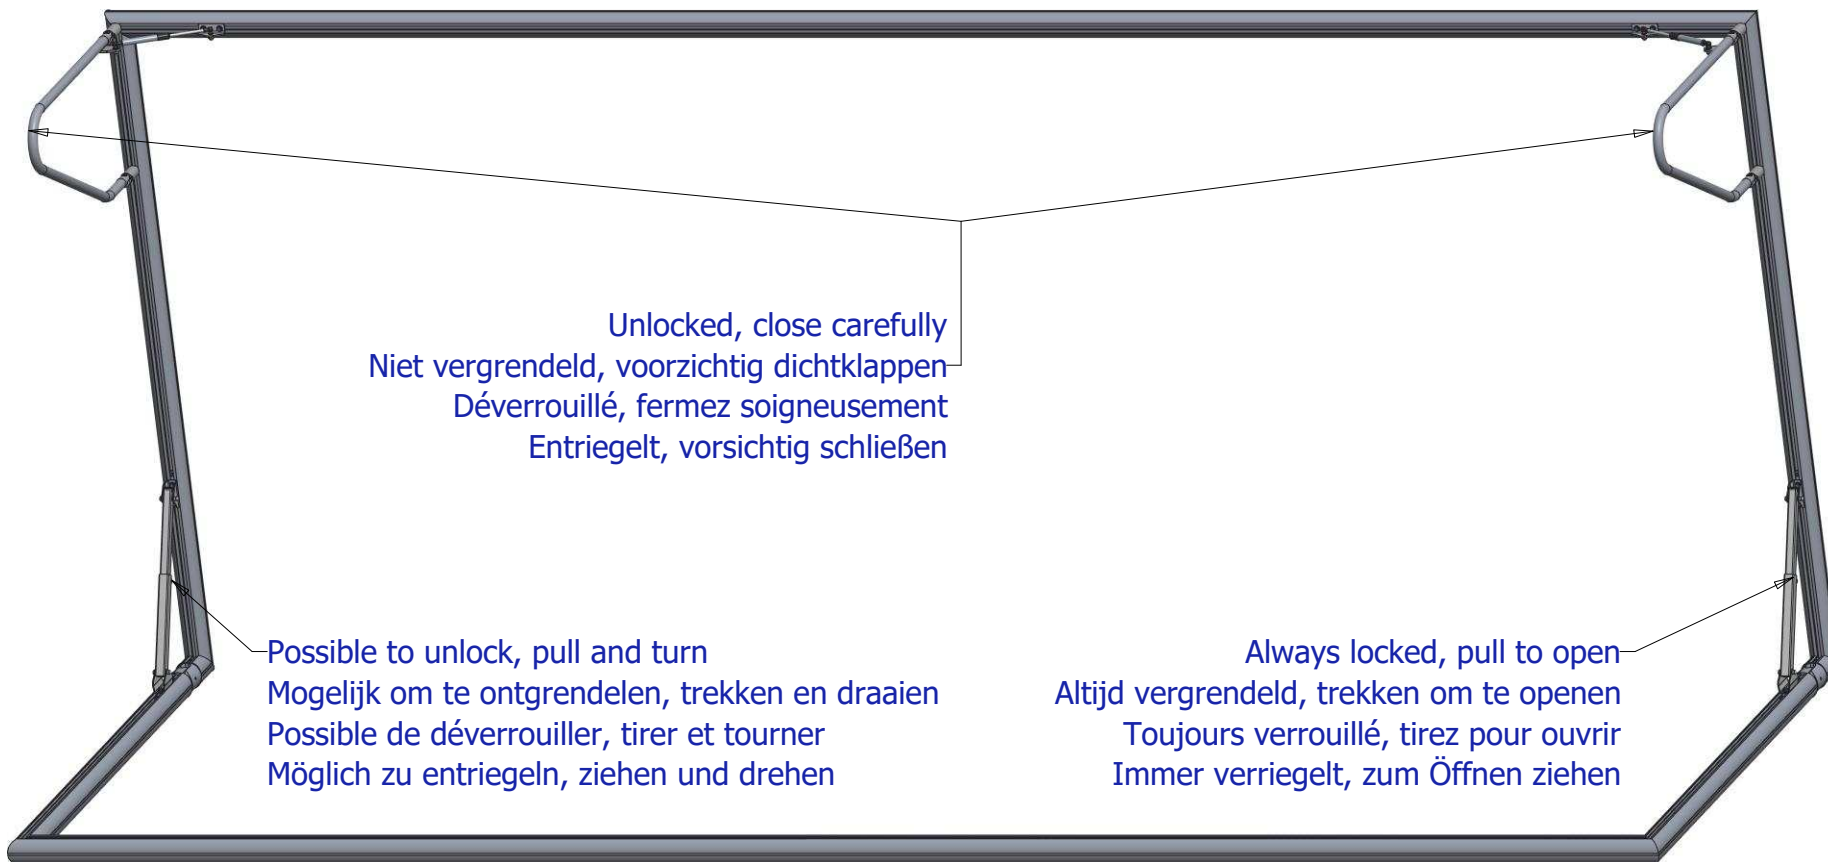 Unlocked, close carefully
Niet vergrendeld, voorzichtig dichtklappen
Déverrouillé, fermez soigneusement
Entriegelt, vorsichtig schließen
Possible to unlock, pull and turn
Mogelijk om te ontgrendelen, trekken en draaien
Possible de déverrouiller, tirer et tourner
Möglich zu entriegeln, ziehen und drehen
Always locked, pull to open
Altijd vergrendeld, trekken om te openen
Toujours verrouillé, tirez pour ouvrir
Immer verriegelt, zum Öffnen ziehen